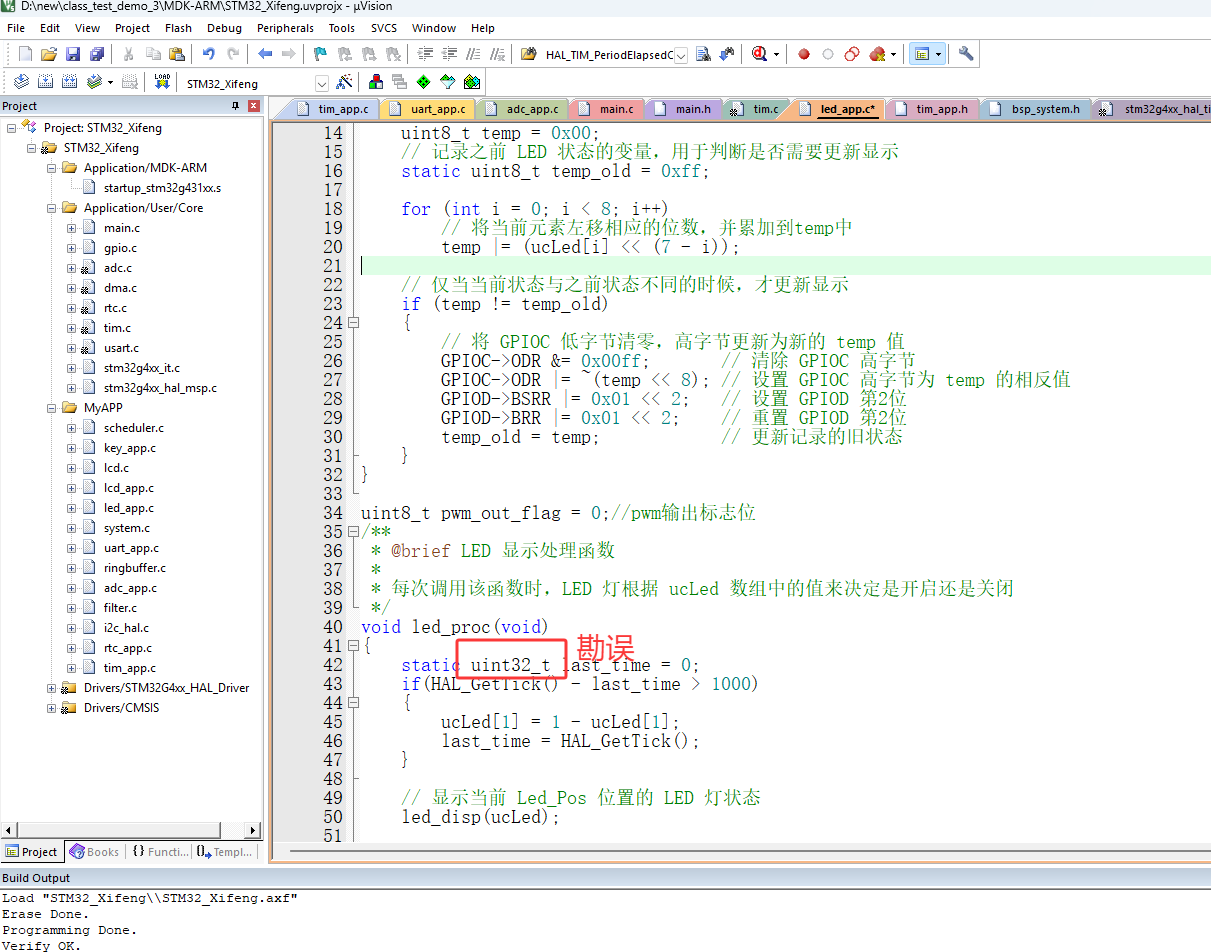 D:\new\class_test_demo_3\MDK-ARM\STM32_Xifeng.uvprojx - µVision
File Edit View Project Flash Debug Peripherals Tools SVCS Window Help
HAL_TIM_PeriodElapsedC
LOAD STM32_Xifeng
Project
Project: STM32_Xifeng
STM32_Xifeng
Application/MDK-ARM
startup_stm32g431xx.s
Application/User/Core
main.c
gpio.c
adc.c
dma.c
rtc.c
tim.c
usart.c
stm32g4xx_it.c
stm32g4xx_hal_msp.c
MyAPP
scheduler.c
key_app.c
lcd.c
lcd_app.c
led_app.c
system.c
uart_app.c
ringbuffer.c
adc_app.c
filter.c
i2c_hal.c
rtc_app.c
tim_app.c
Drivers/STM32G4xx_HAL_Driver
Drivers/CMSIS
Project Books {} Functi... Templ...
tim_app.c uart_app.c adc_app.c main.c main.h tim.c led_app.c* tim_app.h bsp_system.h stm32g4xx_hal_ti
14 uint8_t temp = 0x00;
15 // 记录之前 LED 状态的变量，用于判断是否需要更新显示
16 static uint8_t temp_old = 0xff;
17
18 for (int i = 0; i < 8; i++)
19 // 将当前元素左移相应的位数，并累加到temp中
20 temp |= (ucLed[i] << (7 - i));
21
22 // 仅当当前状态与之前状态不同的时候，才更新显示
23 if (temp != temp_old)
24 {
25 // 将 GPIOC 低字节清零，高字节更新为新的 temp 值
26 GPIOC->ODR &= 0x00ff; // 清除 GPIOC 高字节
27 GPIOC->ODR |= ~(temp << 8); // 设置 GPIOC 高字节为 temp 的相反值
28 GPIOD->BSRR |= 0x01 << 2; // 设置 GPIOD 第2位
29 GPIOD->BRR |= 0x01 << 2; // 重置 GPIOD 第2位
30 temp_old = temp; // 更新记录的旧状态
31 }
32 }
33
34 uint8_t pwm_out_flag = 0;//pwm输出标志位
35 /**
36 * @brief LED 显示处理函数
37 *
38 * 每次调用该函数时，LED 灯根据 ucLed 数组中的值来决定是开启还是关闭
39 */
40 void led_proc(void)
41 {
勘误
42 static uint32_t last_time = 0;
43 if(HAL_GetTick() - last_time > 1000)
44 {
45 ucLed[1] = 1 - ucLed[1];
46 last_time = HAL_GetTick();
47 }
48
49 // 显示当前 Led_Pos 位置的 LED 灯状态
50 led_disp(ucLed);
51
Build Output
Load "STM32_Xifeng\\STM32_Xifeng.axf"
Erase Done.
Programming Done.
Verify OK.